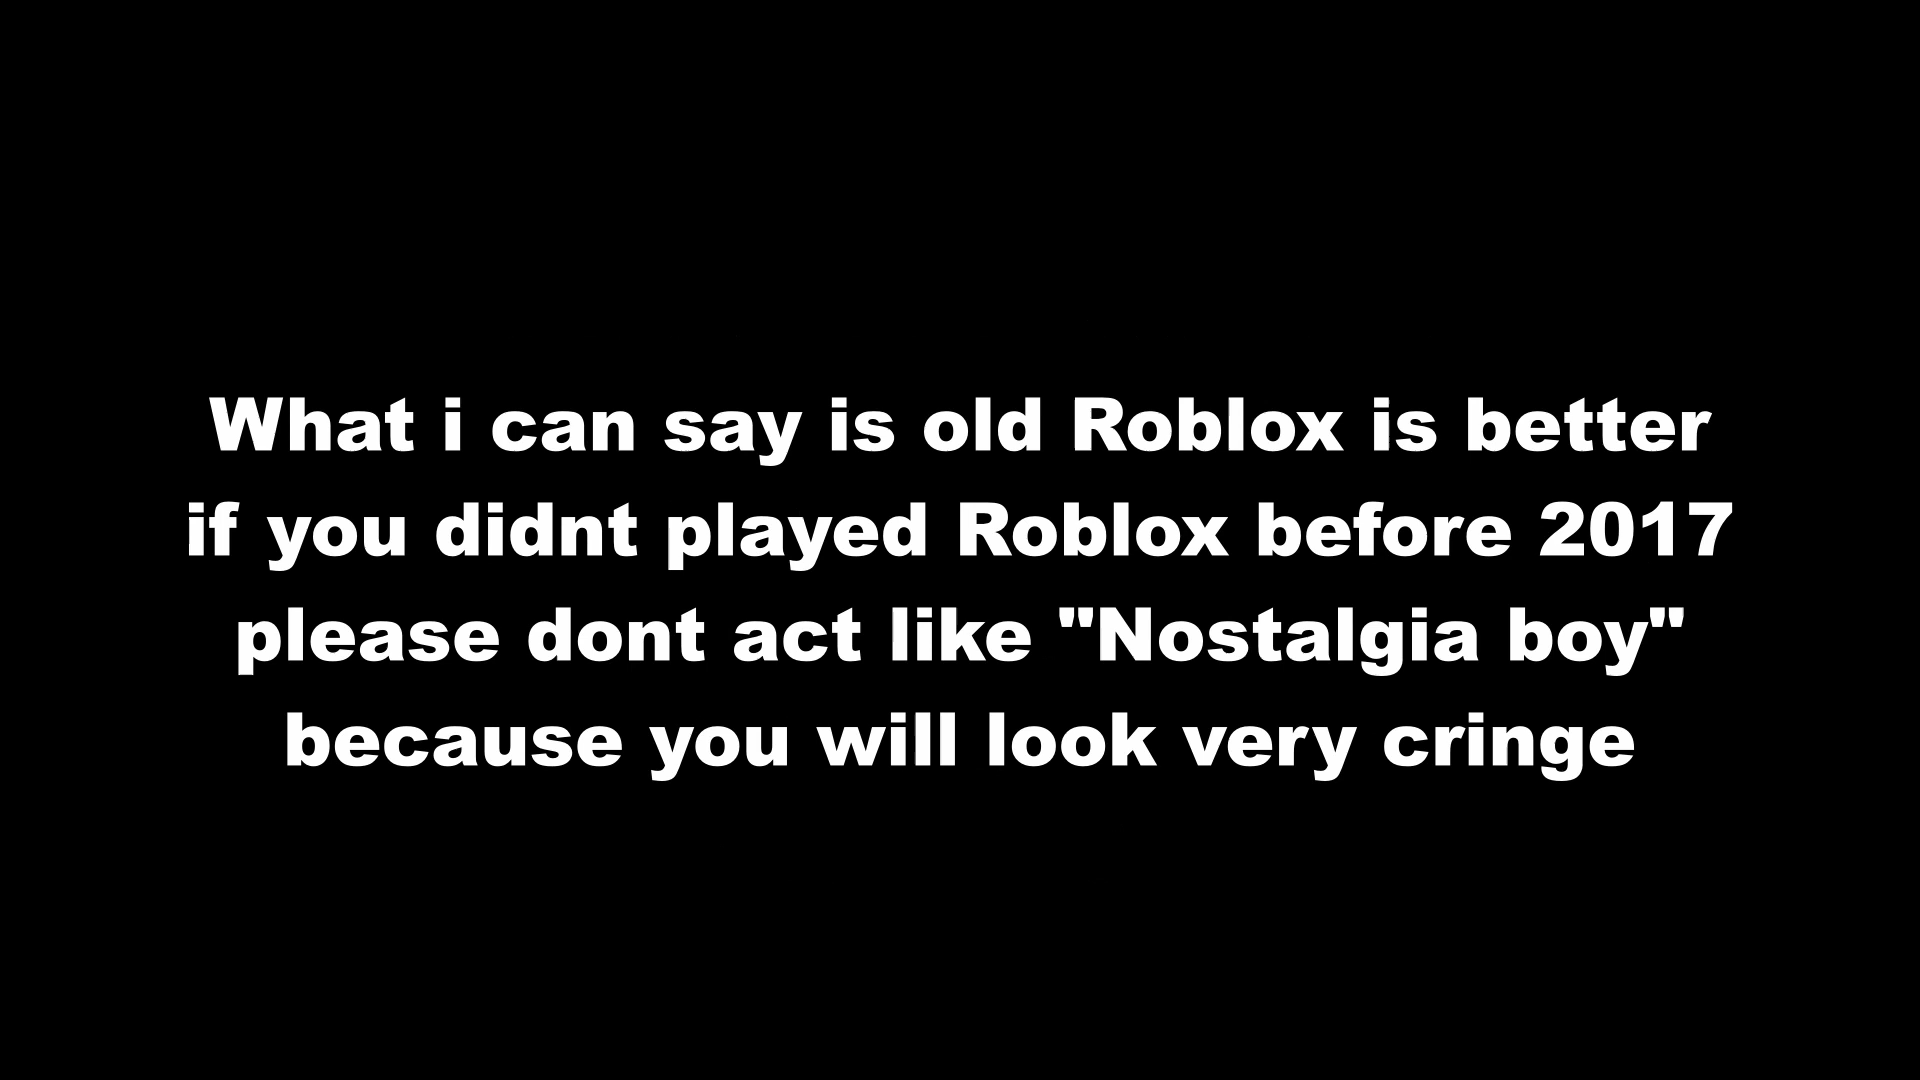 What i can say is old Roblox is better
if you didnt played Roblox before 2017
please dont act like "Nostalgia boy"
because you will look very cringe